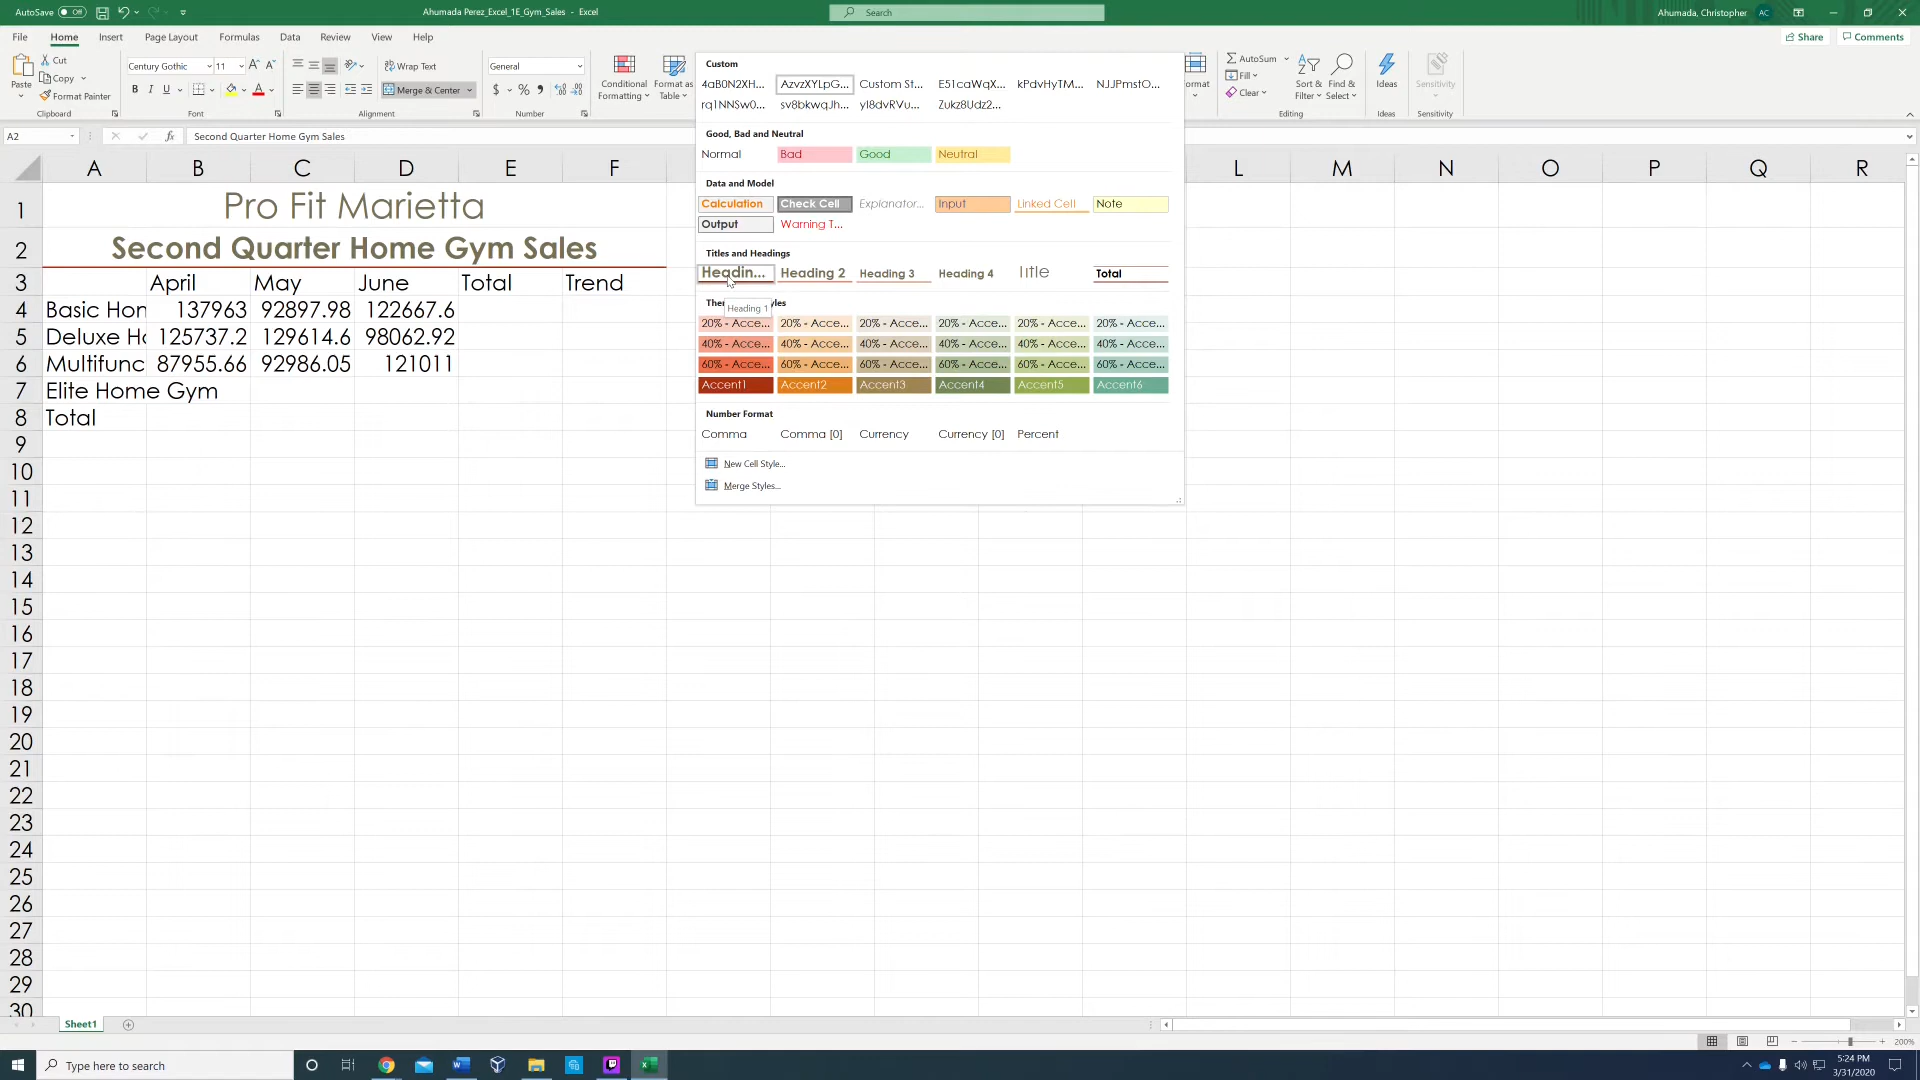 AutoSave Off
Ahumada Perez_Excel_1E_Gym_Sales - Excel
Search
Ahumada, Christopher AC
File Home Insert Page Layout Formulas Data Review View Help
Share Comments
Paste
Cut
Copy
Format Painter
Clipboard
Century Gothic 11
B I U
Font
Wrap Text
Merge & Center
Alignment
General
$ %
Number
Conditional Formatting
Format as Table
AutoSum
Fill
Clear
Sort & Filter
Find & Select
Editing
Ideas
Ideas
Sensitivity
Sensitivity
A2 fx Second Quarter Home Gym Sales
Custom
4aB0N2XH... AzvzXYLpG... Custom St... E51caWqX... kPdvHyTM... NJJPmstO...
rq1NNSw0... sv8bkwqJh... yl8dvRVu... Zukz8Udz2...
Good, Bad and Neutral
Normal Bad Good Neutral
Data and Model
Calculation Check Cell Explanator... Input Linked Cell Note
Output Warning T...
Titles and Headings
Headin... Heading 2 Heading 3 Heading 4 Title Total
Heading 1
20% - Acce... 20% - Acce... 20% - Acce... 20% - Acce... 20% - Acce... 20% - Acce...
40% - Acce... 40% - Acce... 40% - Acce... 40% - Acce... 40% - Acce... 40% - Acce...
60% - Acce... 60% - Acce... 60% - Acce... 60% - Acce... 60% - Acce... 60% - Acce...
Accent1 Accent2 Accent3 Accent4 Accent5 Accent6
Number Format
Comma Comma [0] Currency Currency [0] Percent
New Cell Style...
Merge Styles...
A B C D E F L M N O P Q R
1 Pro Fit Marietta
2 Second Quarter Home Gym Sales
3 April May June Total Trend
4 Basic Hon 137963 92897.98 122667.6
5 Deluxe Ho 125737.2 129614.6 98062.92
6 Multifunc 87955.66 92986.05 121011
7 Elite Home Gym
8 Total
9
10
11
12
13
14
15
16
17
18
19
20
21
22
23
24
25
26
27
28
29
30
Sheet1
200%
Type here to search
5:24 PM
3/31/2020